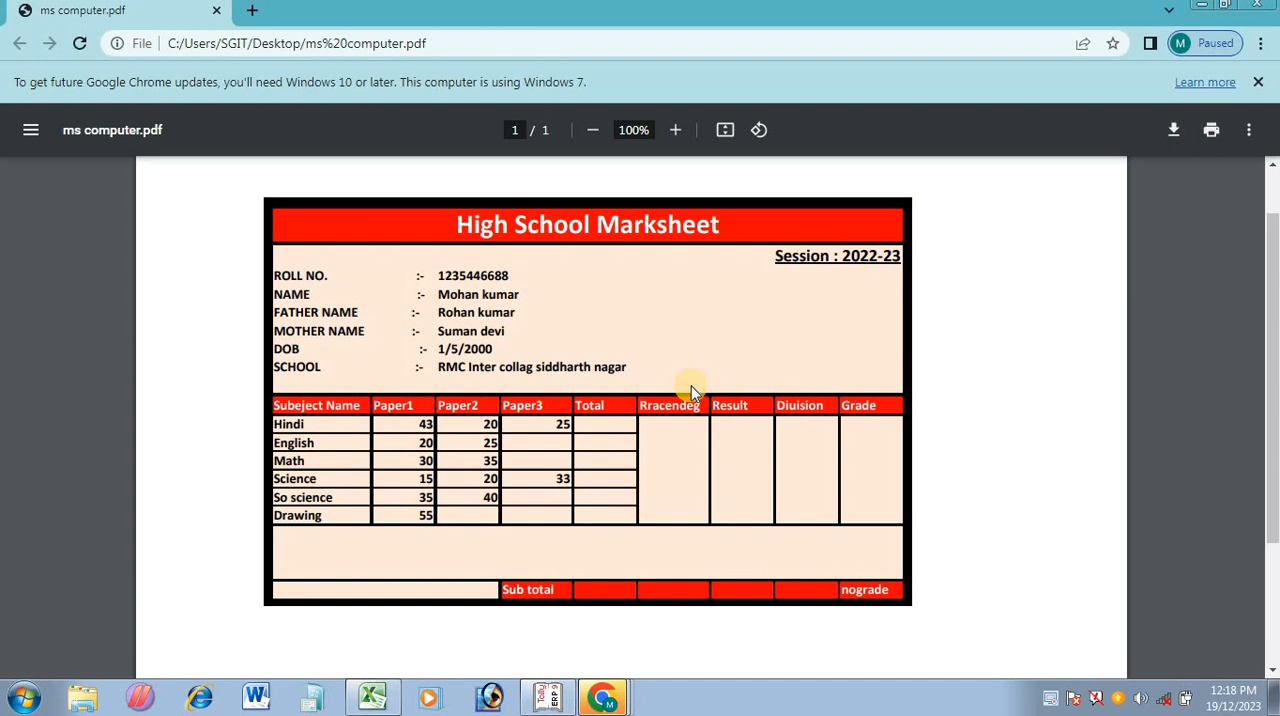 ms computer.pdf
File C:/Users/SGIT/Desktop/ms%20computer.pdf
M Paused
To get future Google Chrome updates, you'll need Windows 10 or later. This computer is using Windows 7. Learn more
ms computer.pdf 1 / 1 100%
High School Marksheet
Session : 2022-23
ROLL NO. :- 1235446688
NAME :- Mohan kumar
FATHER NAME :- Rohan kumar
MOTHER NAME :- Suman devi
DOB :- 1/5/2000
SCHOOL :- RMC Inter collag siddharth nagar
Subeject Name Paper1 Paper2 Paper3 Total Rracendeg Result Diuision Grade
Hindi 43 20 25
English 20 25
Math 30 35
Science 15 20 33
So science 35 40
Drawing 55
Sub total nograde
Tally ERP 9
12:18 PM
19/12/2023